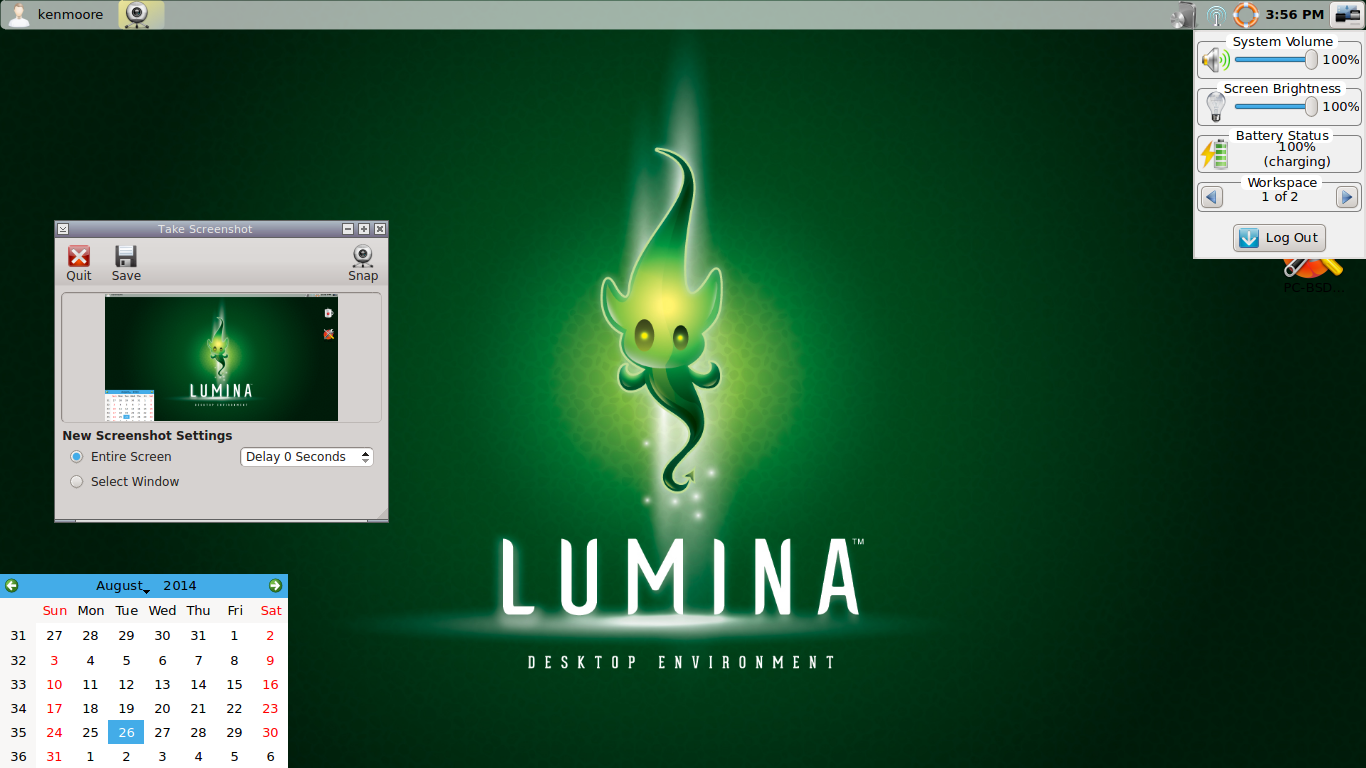 kenmoore
3:56 PM
System Volume
100%
Screen Brightness
100%
Battery Status
100%
(charging)
Workspace
1 of 2
Log Out
PC-BSD...
Take Screenshot
Quit Save Snap
LUMINA
New Screenshot Settings
Entire Screen Delay 0 Seconds
Select Window
LUMINA™
DESKTOP ENVIRONMENT
August 2014
Sun Mon Tue Wed Thu Fri Sat
31 27 28 29 30 31 1 2
32 3 4 5 6 7 8 9
33 10 11 12 13 14 15 16
34 17 18 19 20 21 22 23
35 24 25 26 27 28 29 30
36 31 1 2 3 4 5 6